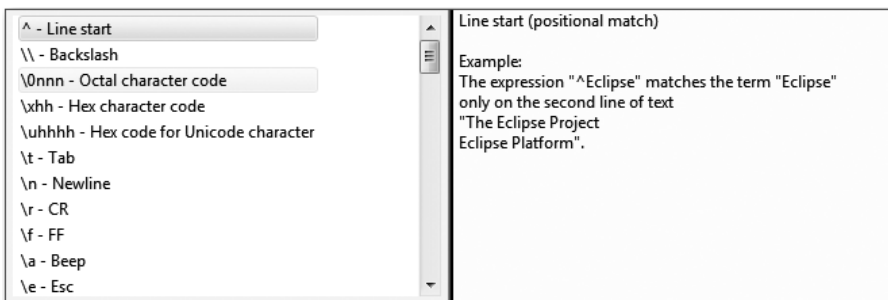 ^ - Line start
\\ - Backslash
\0nnn - Octal character code
\xhh - Hex character code
\uhhhh - Hex code for Unicode character
\t - Tab
\n - Newline
\r - CR
\f - FF
\a - Beep
\e - Esc
Line start (positional match)
Example:
The expression "^Eclipse" matches the term "Eclipse"
only on the second line of text
"The Eclipse Project
Eclipse Platform".